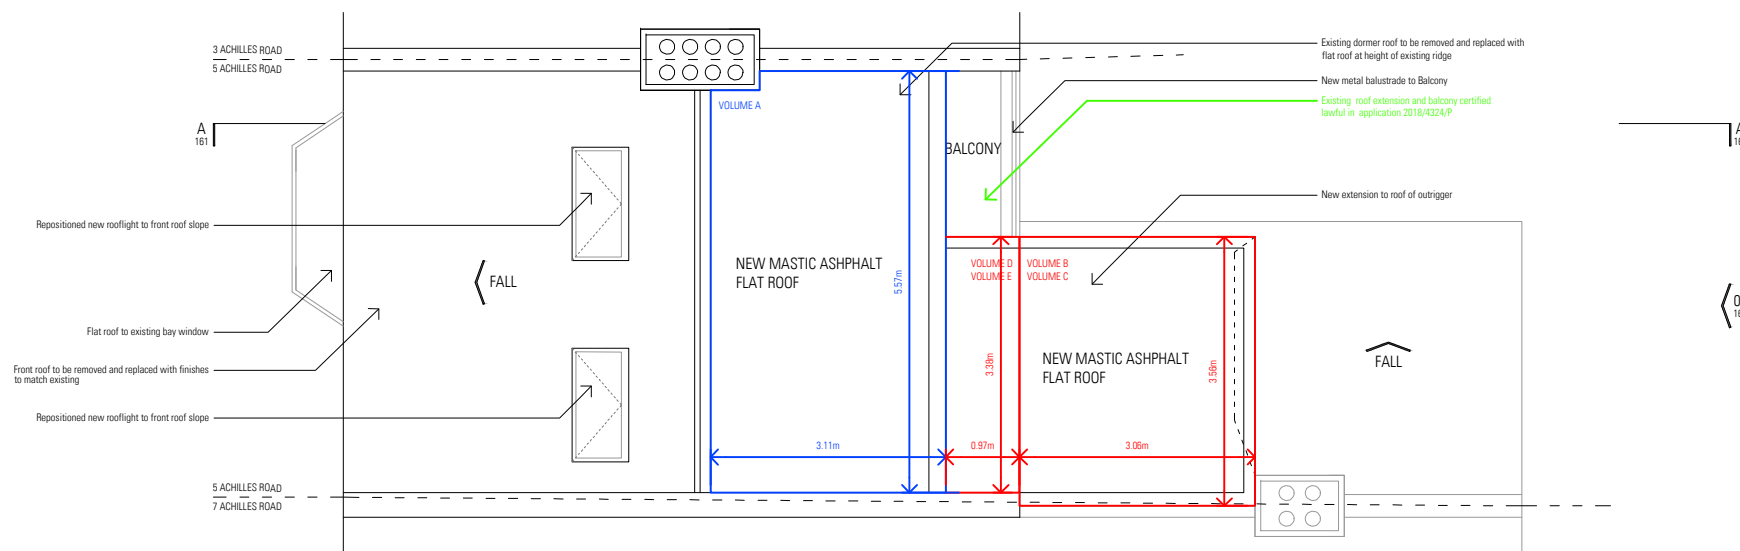 3 ACHILLES ROAD
5 ACHILLES ROAD
Existing dormer roof to be removed and replaced with
flat roof at height of existing ridge
New metal balustrade to Balcony
Existing roof extension and balcony certified
lawful in application 2018/4324/P
VOLUME A
A
161
BALCONY
New extension to roof of outrigger
Repositioned new rooflight to front roof slope
FALL
NEW MASTIC ASHPHALT
FLAT ROOF
5.57m
VOLUME D
VOLUME E
VOLUME B
VOLUME C
Flat roof to existing bay window
Front roof to be removed and replaced with finishes
to match existing
3.38m
NEW MASTIC ASHPHALT
FLAT ROOF
3.56m
FALL
Repositioned new rooflight to front roof slope
3.11m
0.97m
3.06m
5 ACHILLES ROAD
7 ACHILLES ROAD